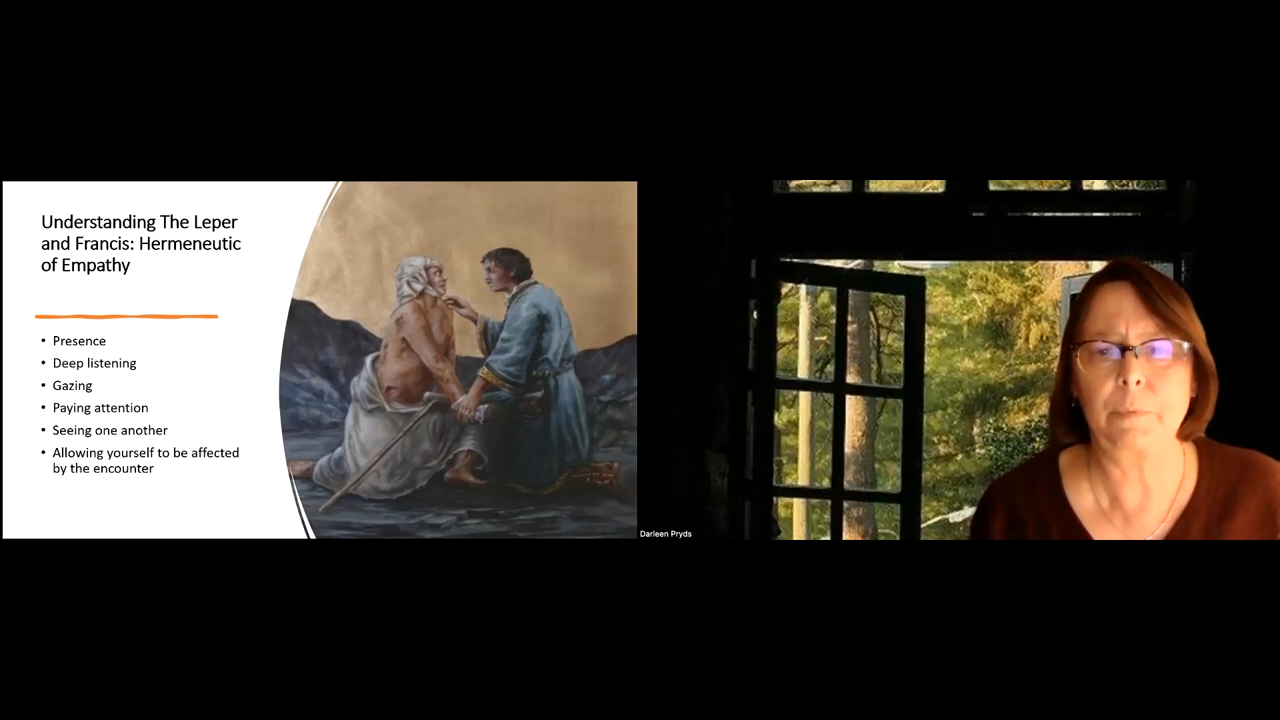 Understanding The Leper
and Francis: Hermeneutic
of Empathy
• Presence
• Deep listening
• Gazing
• Paying attention
• Seeing one another
• Allowing yourself to be affected
by the encounter
Darleen Pryds